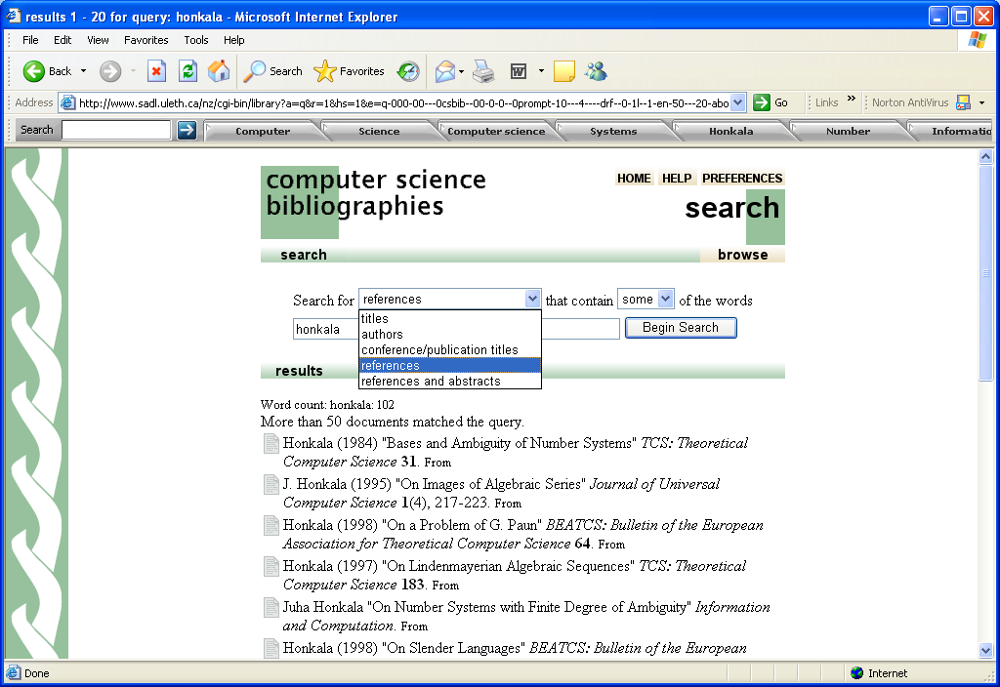 results 1 - 20 for query: honkala - Microsoft Internet Explorer
File Edit View Favorites Tools Help
Back Search Favorites
Address http://www.sadl.uleth.ca/nz/cgi-bin/library?a=q&r=1&hs=1&e=q-000-00---0csbib--00-0-0--0prompt-10---4----drf--0-1l--1-en-50---20-abo Go Links » Norton AntiVirus
Search Computer Science Computer science Systems Honkala Number Informatio
computer science
bibliographies
HOME HELP PREFERENCES
search
search browse
Search for references that contain some of the words
titles
honkala Begin Search
authors
conference/publication titles
references
references and abstracts
results
Word count: honkala: 102
More than 50 documents matched the query.
Honkala (1984) "Bases and Ambiguity of Number Systems" TCS: Theoretical
Computer Science 31. From
J. Honkala (1995) "On Images of Algebraic Series" Journal of Universal
Computer Science 1(4), 217-223. From
Honkala (1998) "On a Problem of G. Paun" BEATCS: Bulletin of the European
Association for Theoretical Computer Science 64. From
Honkala (1997) "On Lindenmayerian Algebraic Sequences" TCS: Theoretical
Computer Science 183. From
Juha Honkala "On Number Systems with Finite Degree of Ambiguity" Information
and Computation. From
Honkala (1998) "On Slender Languages" BEATCS: Bulletin of the European
Done Internet